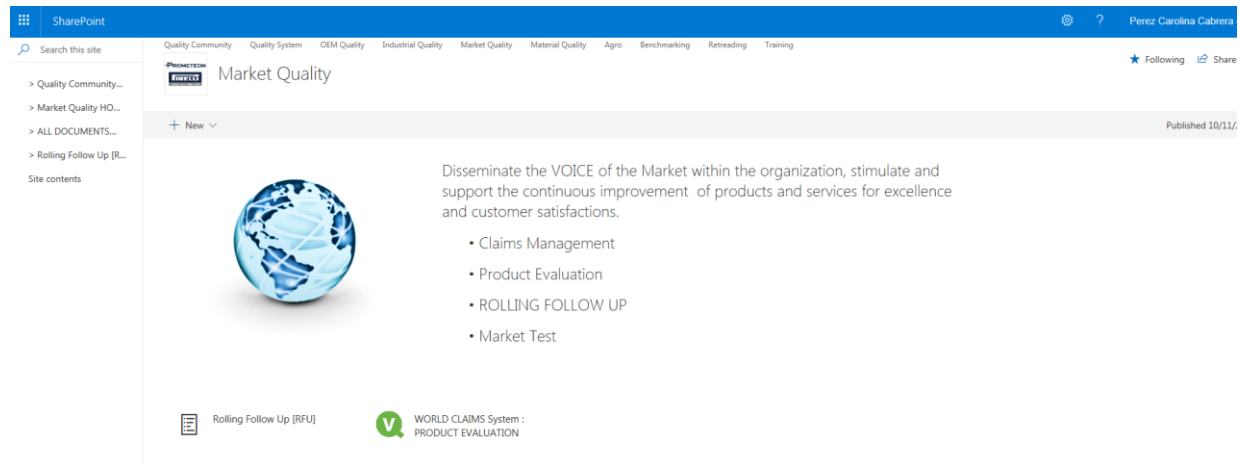 SharePoint
? Perez Carolina Cabrera
Search this site
Quality Community Quality System OEM Quality Industrial Quality Market Quality Material Quality Agro Benchmarking Retreading Training
PROMETEON
PIRELLI
Market Quality
Following Share
> Quality Community...
> Market Quality HO...
> ALL DOCUMENTS...
> Rolling Follow Up [R...
Site contents
+ New
Published 10/11/
Disseminate the VOICE of the Market within the organization, stimulate and
support the continuous improvement of products and services for excellence
and customer satisfactions.
• Claims Management
• Product Evaluation
• ROLLING FOLLOW UP
• Market Test
Rolling Follow Up [RFU]
V
WORLD CLAIMS System :
PRODUCT EVALUATION